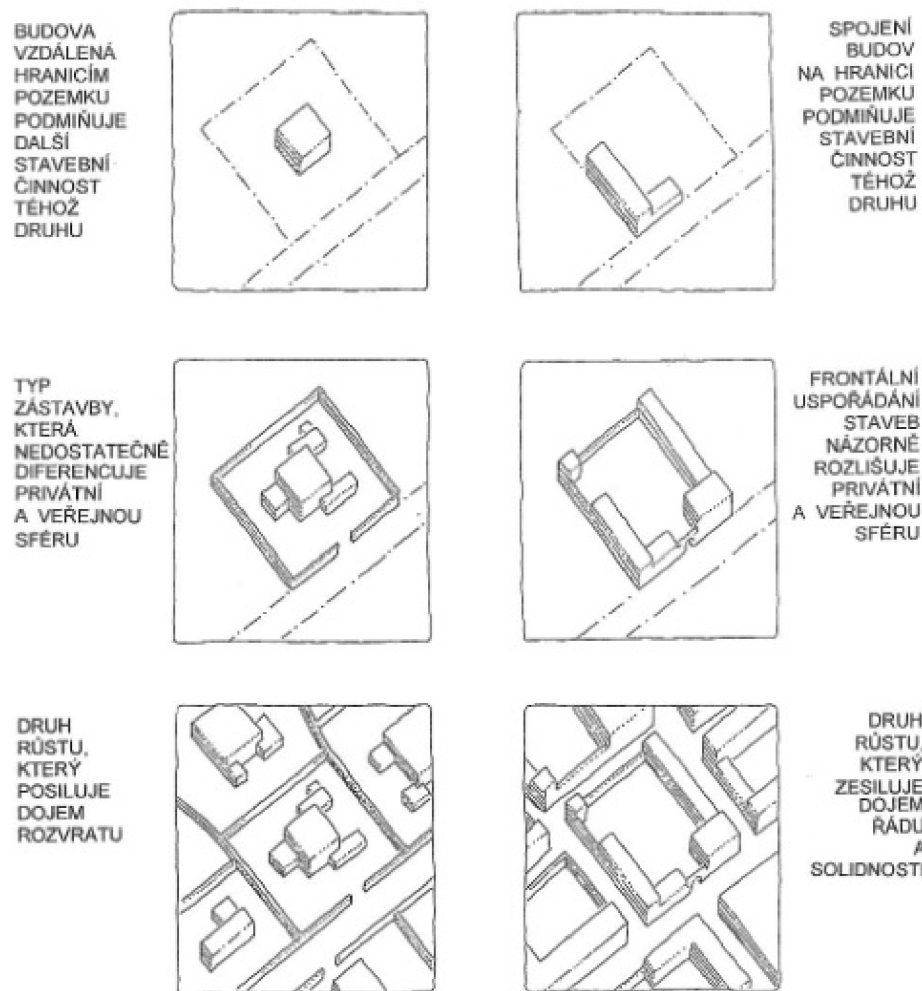 BUDOVA
VZDÁLENÁ
HRANICÍM
POZEMKU
PODMIŇUJE
DALŠÍ
STAVEBNÍ
ČINNOST
TÉHOŽ
DRUHU
SPOJENÍ
BUDOV
NA HRANICI
POZEMKU
PODMIŇUJE
STAVEBNÍ
ČINNOST
TÉHOŽ
DRUHU
TYP
ZÁSTAVBY,
KTERÁ
NEDOSTATEČNĚ
DIFERENCUJE
PRIVÁTNÍ
A VEŘEJNOU
SFÉRU
FRONTÁLNÍ
USPOŘÁDÁNÍ
STAVEB
NÁZORNĚ
ROZLIŠUJE
PRIVÁTNÍ
A VEŘEJNOU
SFÉRU
DRUH
RŮSTU,
KTERÝ
POSILUJE
DOJEM
ROZVRATU
DRUH
RŮSTU,
KTERÝ
ZESILUJE
DOJEM
ŘÁDU
A
SOLIDNOSTI